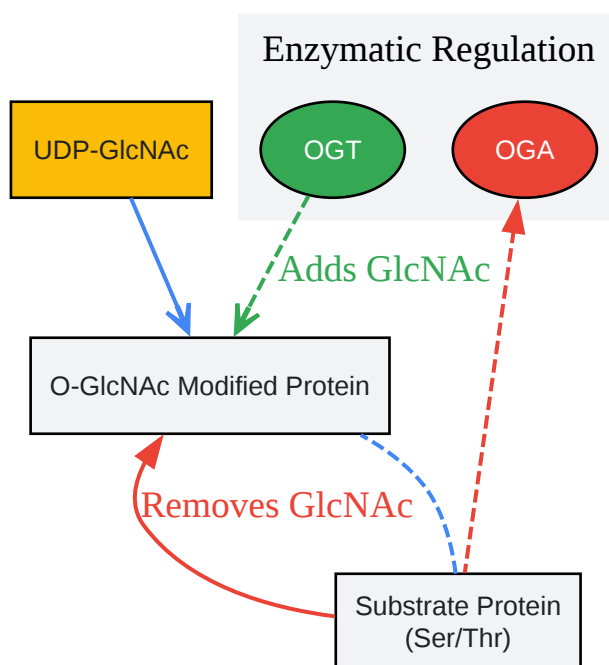 Enzymatic Regulation
UDP-GlcNAc
OGT
OGA
Adds GlcNAc
O-GlcNAc Modified Protein
Removes GlcNAc
Substrate Protein
(Ser/Thr)